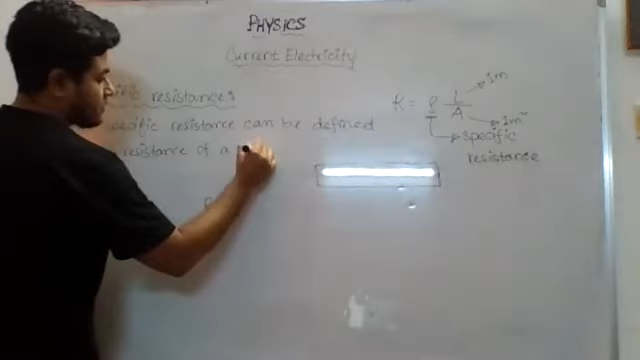 PHYSICS
Current Electricity
resistance:
specific resistance can be defined
resistance of a
R = ρ L/A
1m
1m²
specific
resistance